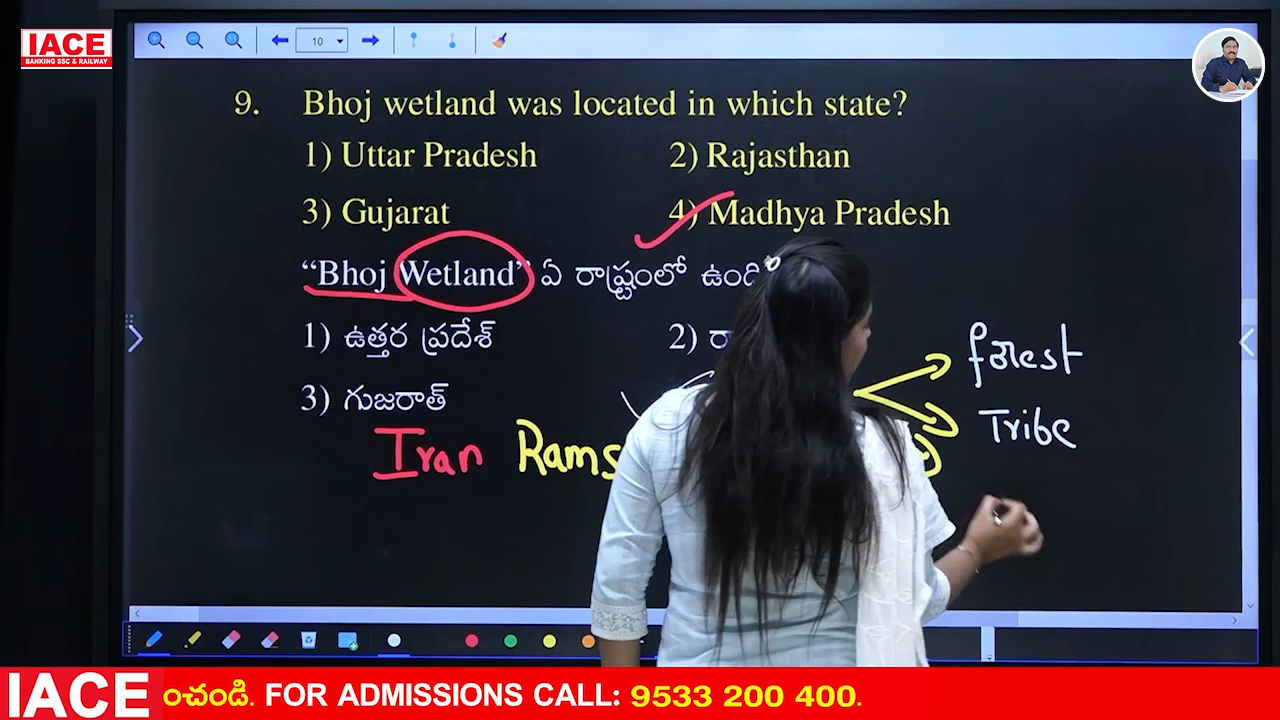 IACE
BANKING SSC & RAILWAY
10
9. Bhoj wetland was located in which state?
1) Uttar Pradesh 2) Rajasthan
3) Gujarat 4) Madhya Pradesh
“Bhoj Wetland” ఏ రాష్ట్రంలో ఉంది
1) ఉత్తర ప్రదేశ్ 2)
3) గుజరాత్
forest
Tribe
Iran Rams
IACE ంచండి. FOR ADMISSIONS CALL: 9533 200 400.